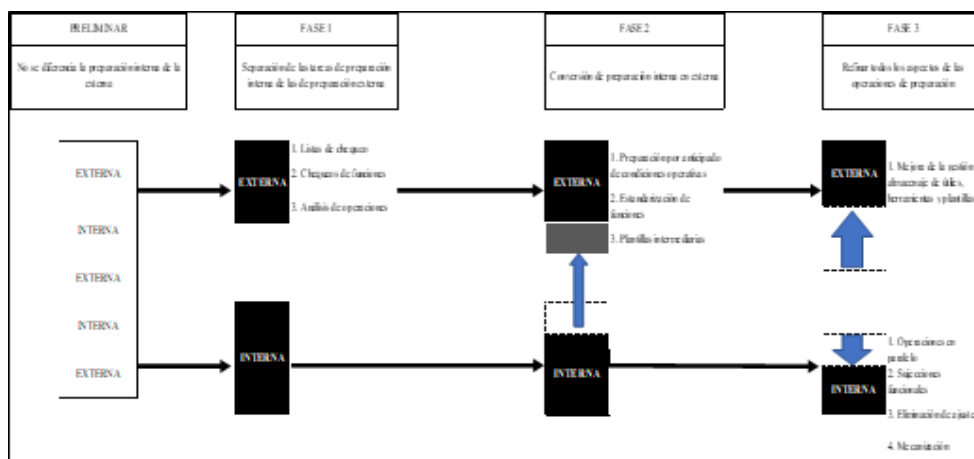 PRELIMINAR
No se diferencia la preparación interna de la
externa
FASE 1
Separación de las tareas de preparación
interna de las de preparación externa
FASE 2
Conversión de preparación interna en externa
FASE 3
Refinar todos los aspectos de las
operaciones de preparación
EXTERNA
INTERNA
EXTERNA
INTERNA
EXTERNA
EXTERNA
1. Listas de chequeo
2. Chequeos de funciones
3. Análisis de operaciones
INTERNA
EXTERNA
1. Preparación por anticipado
de condiciones operativas
2. Estandarización de
funciones
3. Plantillas intermediarias
INTERNA
EXTERNA
1. Mejora de la gestión
almacenaje de útiles,
herramientas y plantillas
INTERNA
1. Operaciones en
paralelo
2. Sujeciones
funcionales
3. Eliminación de ajuste
4. Mecanización